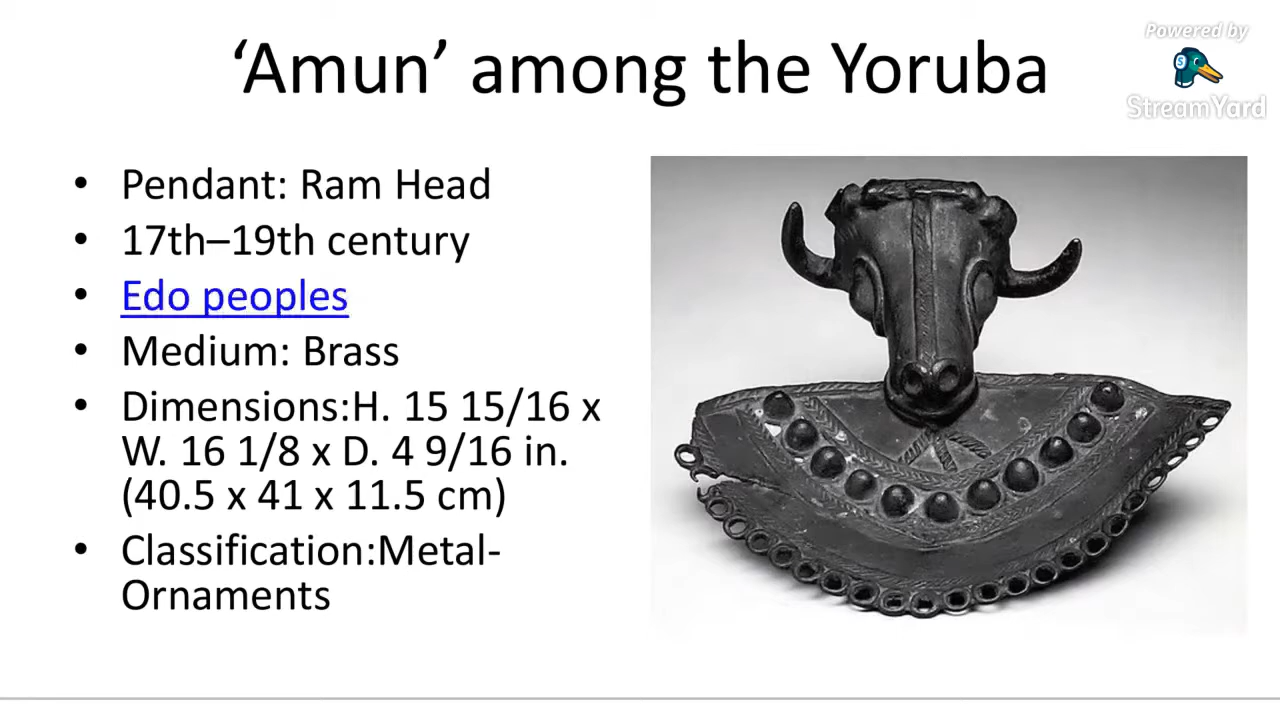 ‘Amun’ among the Yoruba
Powered by
StreamYard
• Pendant: Ram Head
• 17th–19th century
• Edo peoples
• Medium: Brass
• Dimensions:H. 15 15/16 x
W. 16 1/8 x D. 4 9/16 in.
(40.5 x 41 x 11.5 cm)
• Classification:Metal-
Ornaments